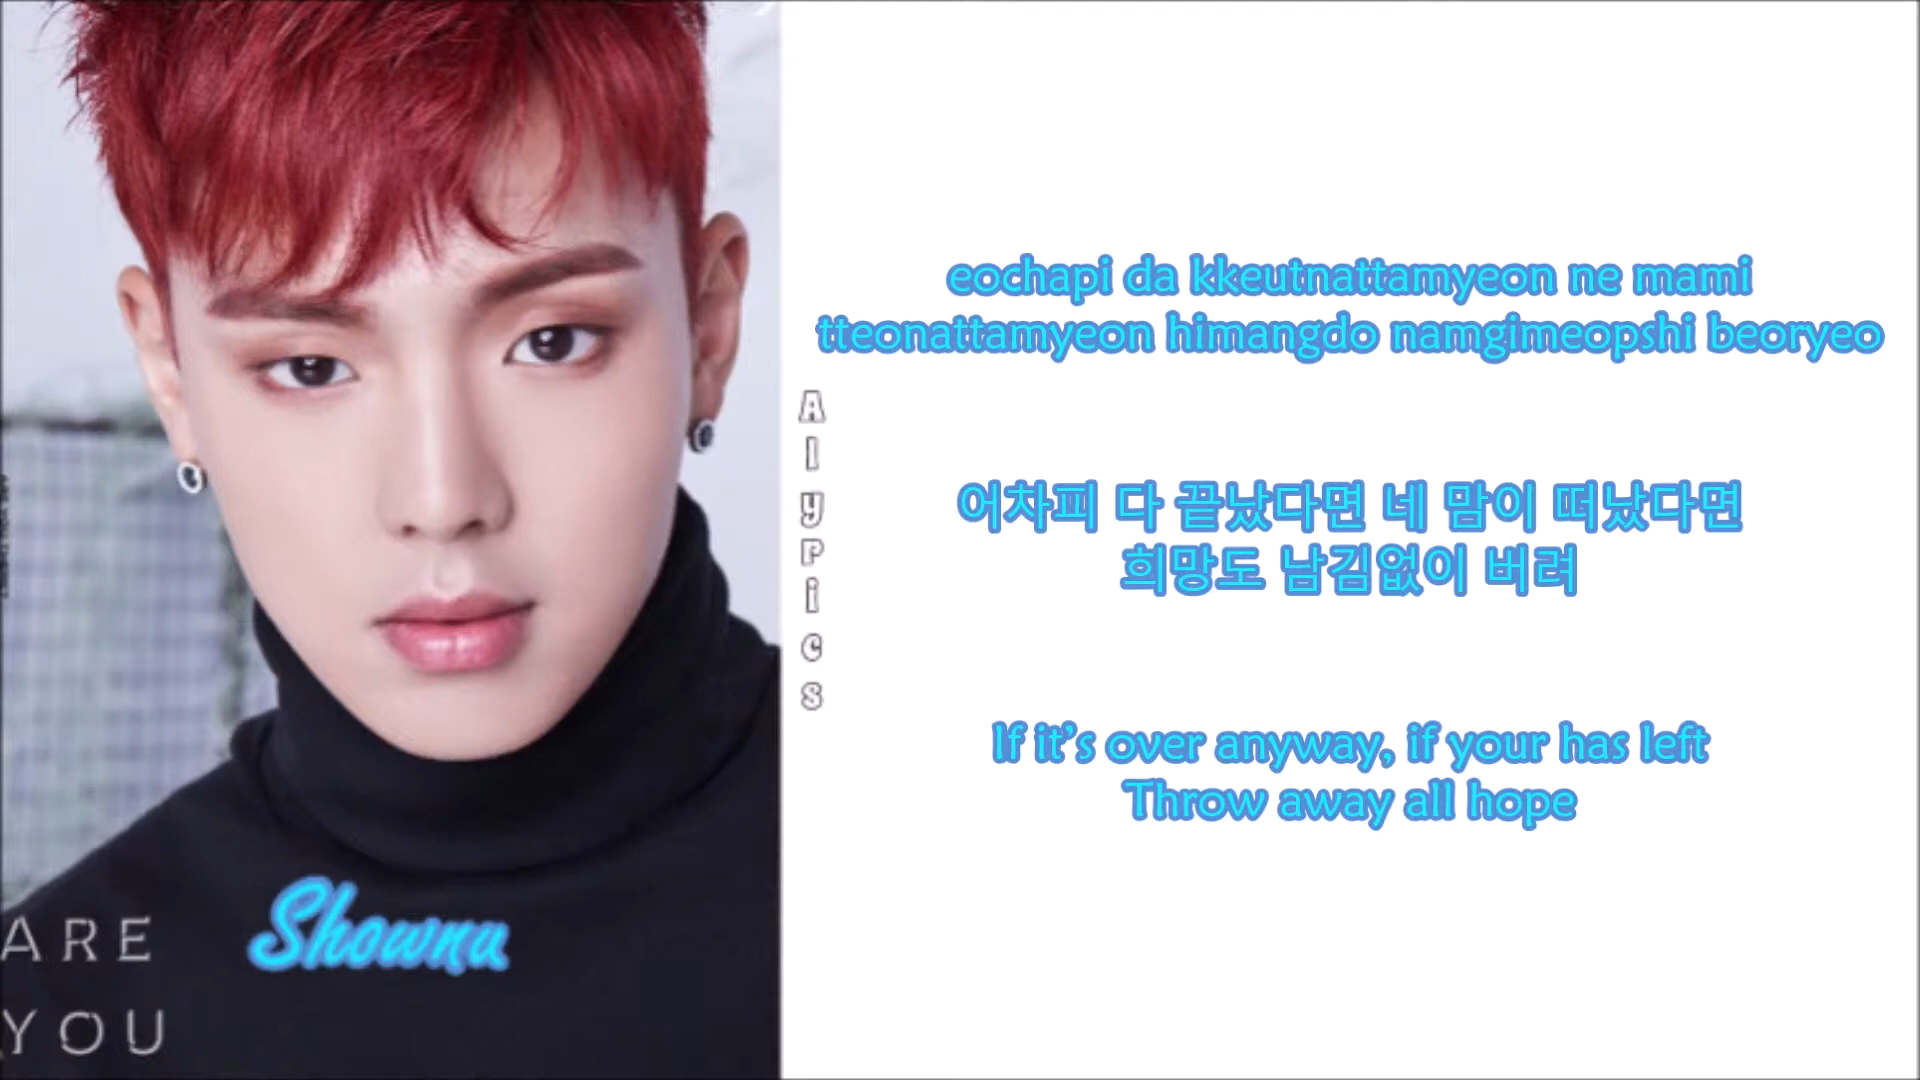 eochapi da kkeutnattamyeon ne mami
tteonattamyeon himangdo namgimeopshi beoryeo
어차피 다 끝났다면 네 맘이 떠났다면
희망도 남김없이 버려
If it's over anyway, if your has left
Throw away all hope
AlyPics
Shownu
ARE
YOU